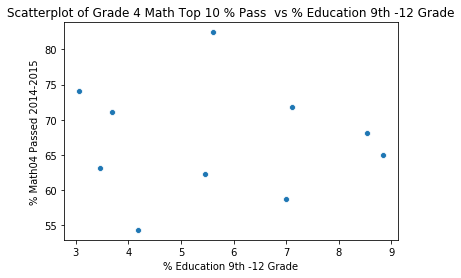 Scatterplot of Grade 4 Math Top 10 % Pass  vs % Education 9th -12 Grade
% Math04 Passed 2014-2015
80
75
70
65
60
55
3 4 5 6 7 8 9
% Education 9th -12 Grade